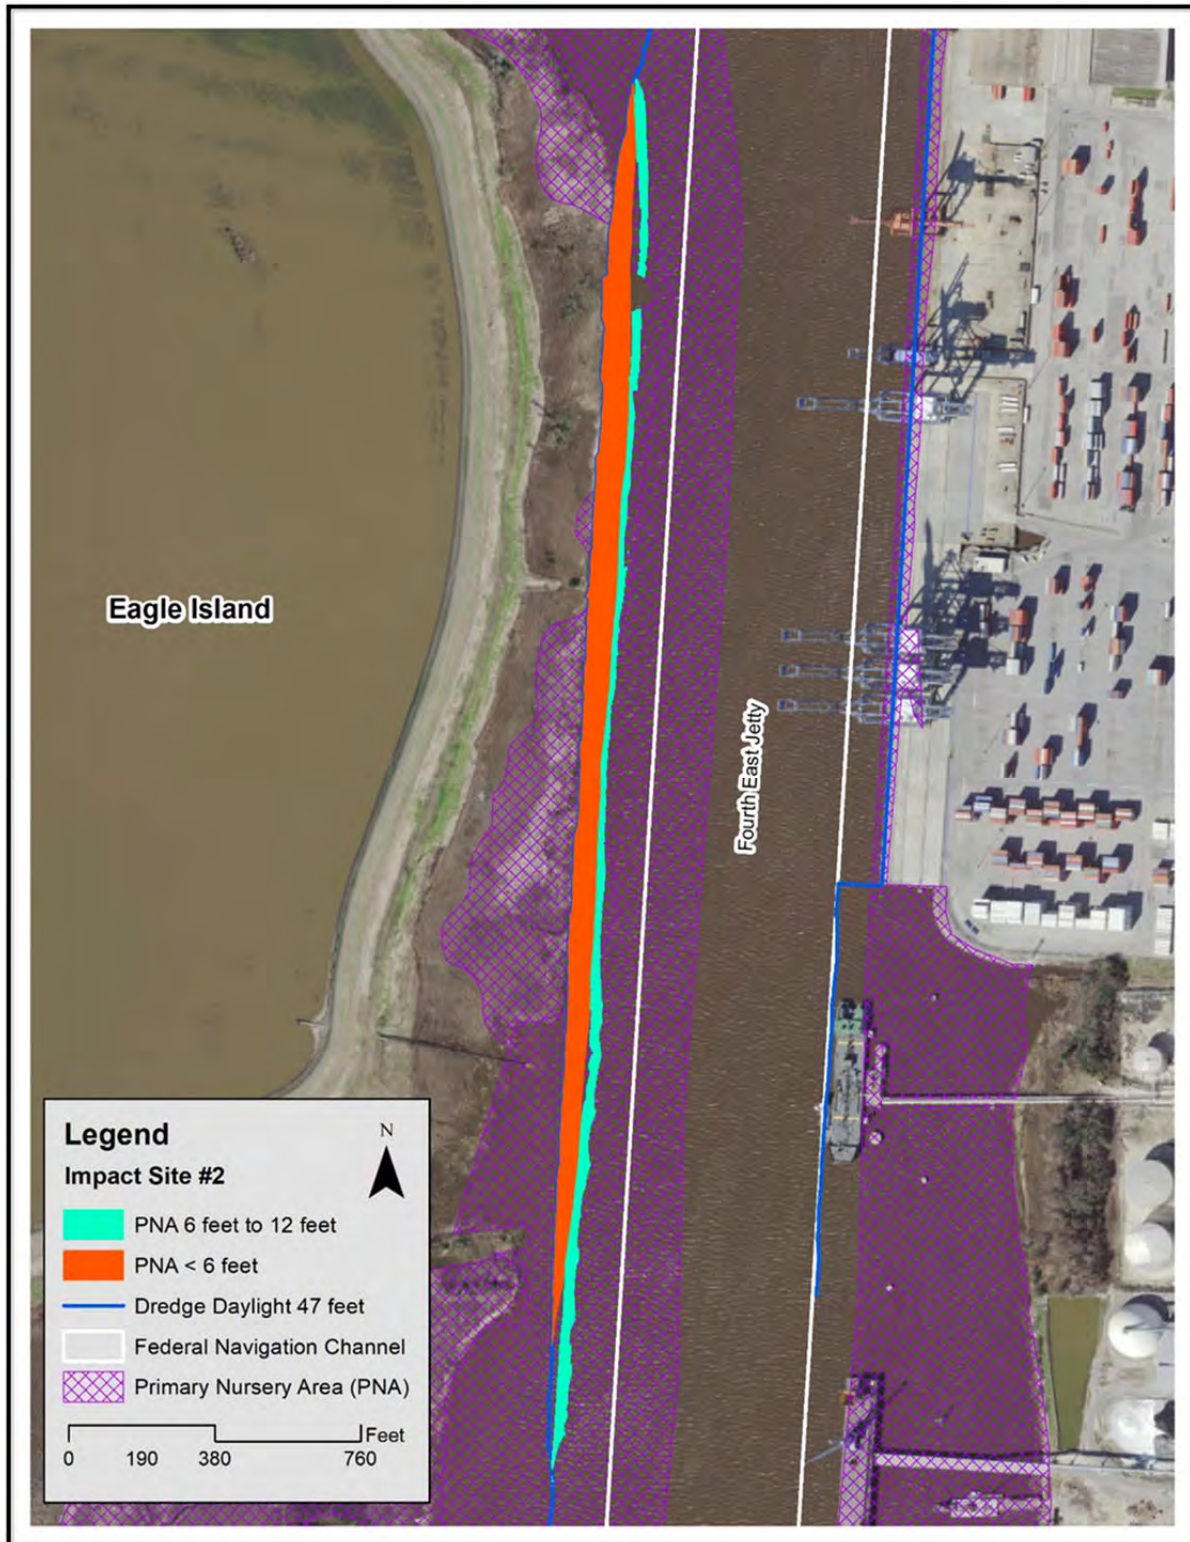 Eagle Island
Fourth East Jetty
Legend
N
Impact Site #2
PNA 6 feet to 12 feet
PNA < 6 feet
Dredge Daylight 47 feet
Federal Navigation Channel
Primary Nursery Area (PNA)
Feet
0 190 380 760